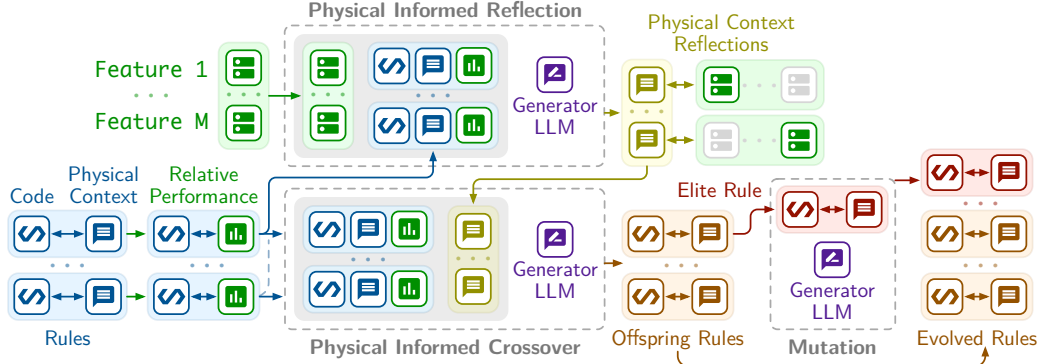 Physical Informed Reflection
Feature 1
Feature M
Generator
LLM
Physical Context
Reflections
Code
Physical
Context
Relative
Performance
Rules
Generator
LLM
Physical Informed Crossover
Elite Rule
Offspring Rules
Generator
LLM
Mutation
Evolved Rules